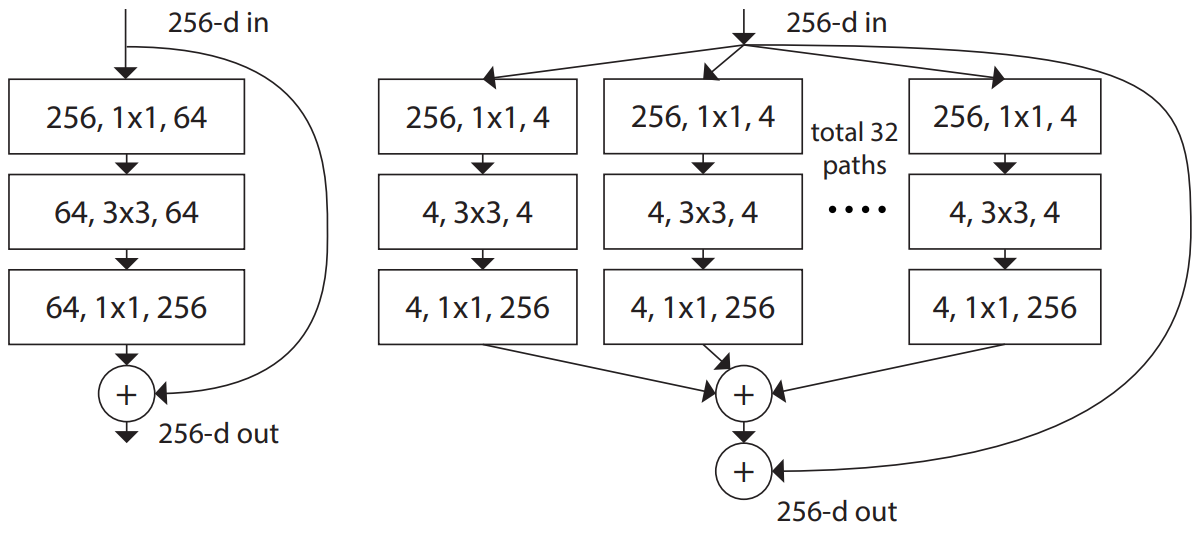 256-d in
256, 1x1, 64
64, 3x3, 64
64, 1x1, 256
+
256-d out
256-d in
256, 1x1, 4
4, 3x3, 4
4, 1x1, 256
256, 1x1, 4
4, 3x3, 4
4, 1x1, 256
total 32
paths
....
256, 1x1, 4
4, 3x3, 4
4, 1x1, 256
+
+
256-d out